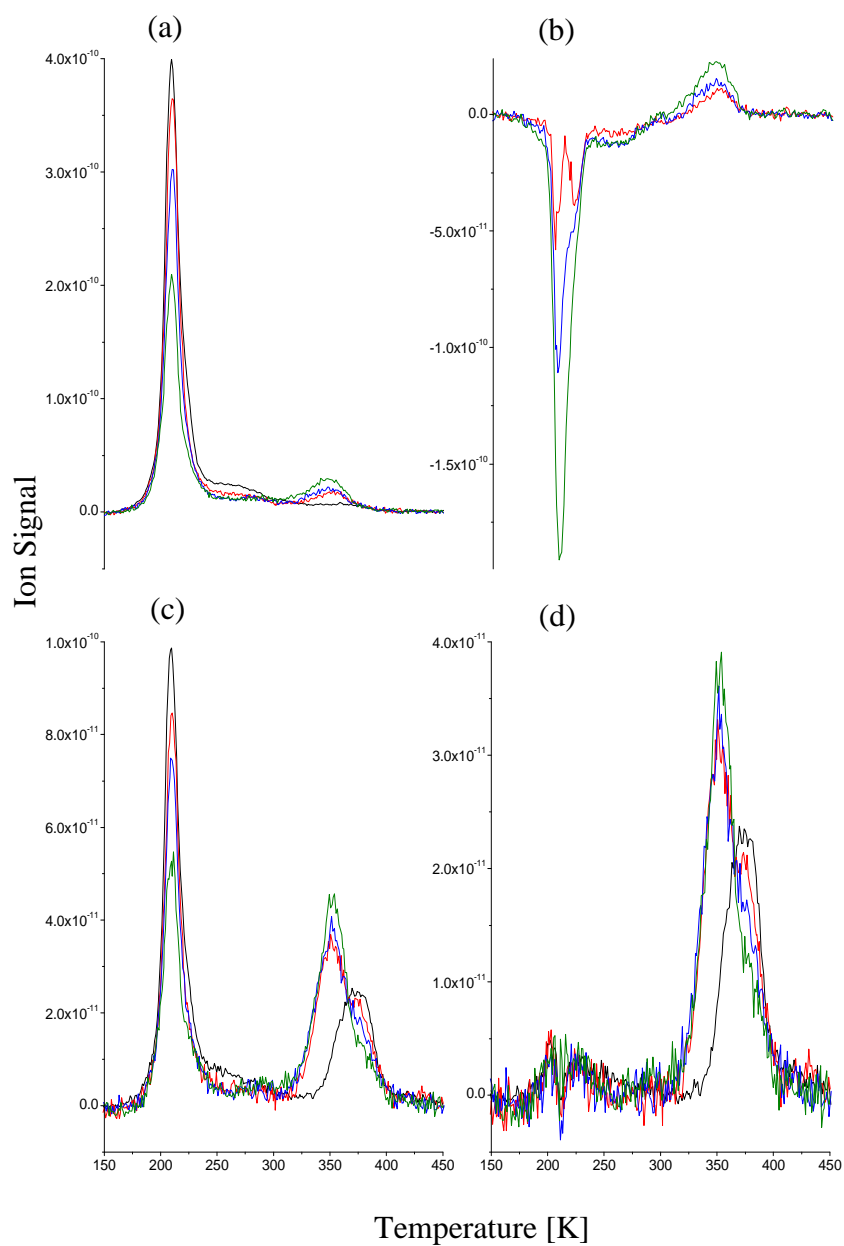 (a)
(b)
4.0x10⁻¹⁰
3.0x10⁻¹⁰
2.0x10⁻¹⁰
1.0x10⁻¹⁰
0.0
0.0
-5.0x10⁻¹¹
-1.0x10⁻¹⁰
-1.5x10⁻¹⁰
Ion Signal
(c)
(d)
1.0x10⁻¹⁰
8.0x10⁻¹¹
6.0x10⁻¹¹
4.0x10⁻¹¹
2.0x10⁻¹¹
0.0
150 200 250 300 350 400 450
4.0x10⁻¹¹
3.0x10⁻¹¹
2.0x10⁻¹¹
1.0x10⁻¹¹
0.0
150 200 250 300 350 400 450
Temperature [K]